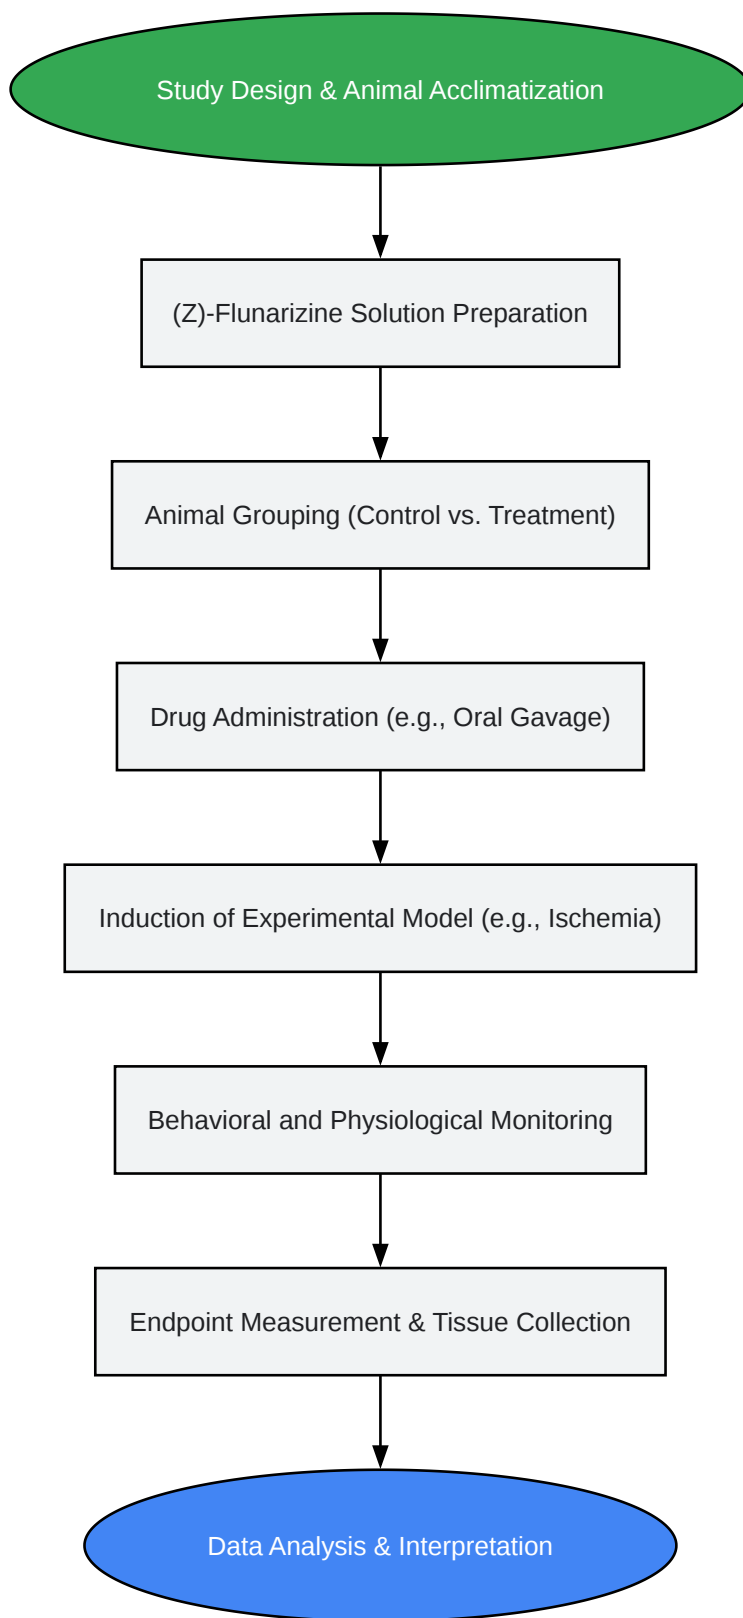 Study Design & Animal Acclimatization
(Z)-Flunarizine Solution Preparation
Animal Grouping (Control vs. Treatment)
Drug Administration (e.g., Oral Gavage)
Induction of Experimental Model (e.g., Ischemia)
Behavioral and Physiological Monitoring
Endpoint Measurement & Tissue Collection
Data Analysis & Interpretation